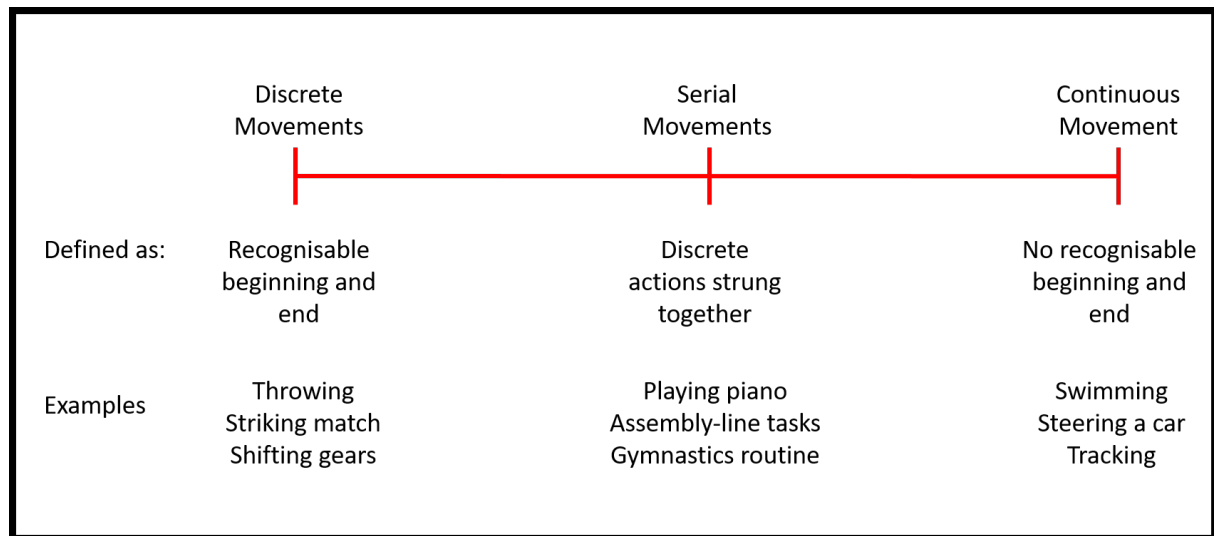 Discrete
Movements
Serial
Movements
Continuous
Movement
Defined as:
Recognisable
beginning and
end
Discrete
actions strung
together
No recognisable
beginning and
end
Examples
Throwing
Striking match
Shifting gears
Playing piano
Assembly-line tasks
Gymnastics routine
Swimming
Steering a car
Tracking